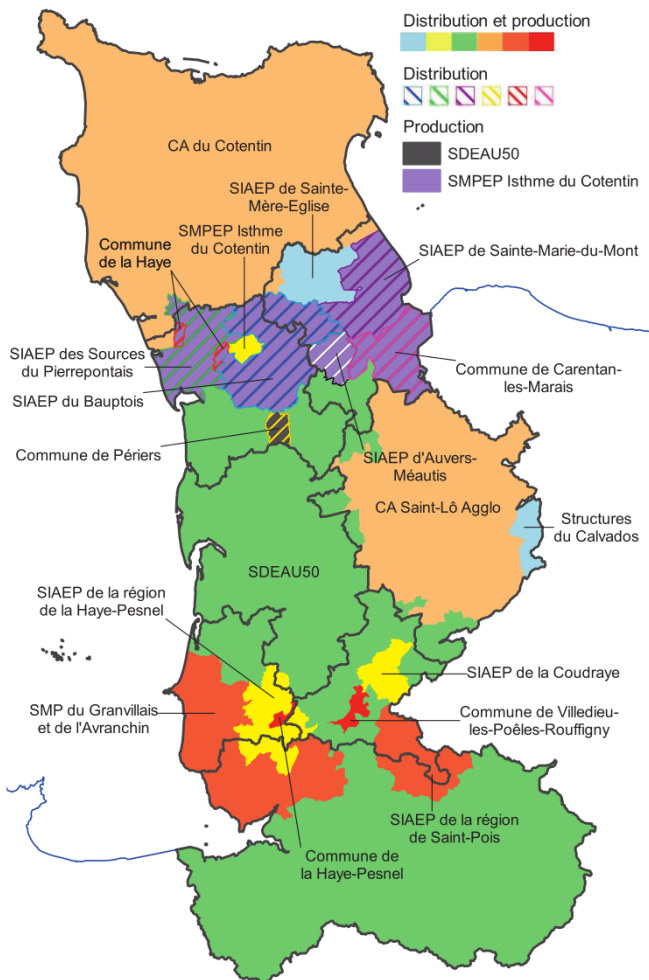 Distribution et production
Distribution
Production
SDEAU50
SMPEP Isthme du Cotentin
CA du Cotentin
SIAEP de Sainte-
Mère-Eglise
SMPEP Isthme
du Cotentin
Commune
de la Haye
SIAEP de Sainte-Marie-du-Mont
SIAEP des Sources
du Pierrepontais
SIAEP du Bauptois
Commune de Carentan-
les-Marais
Commune de Périers
SIAEP d'Auvers-
Méautis
CA Saint-Lô Agglo
Structures
du Calvados
SDEAU50
SIAEP de la région
de la Haye-Pesnel
SIAEP de la Coudraye
SMP du Granvillais
et de l'Avranchin
Commune de Villedieu-
les-Poêles-Rouffigny
SIAEP de la région
de Saint-Pois
Commune de
la Haye-Pesnel